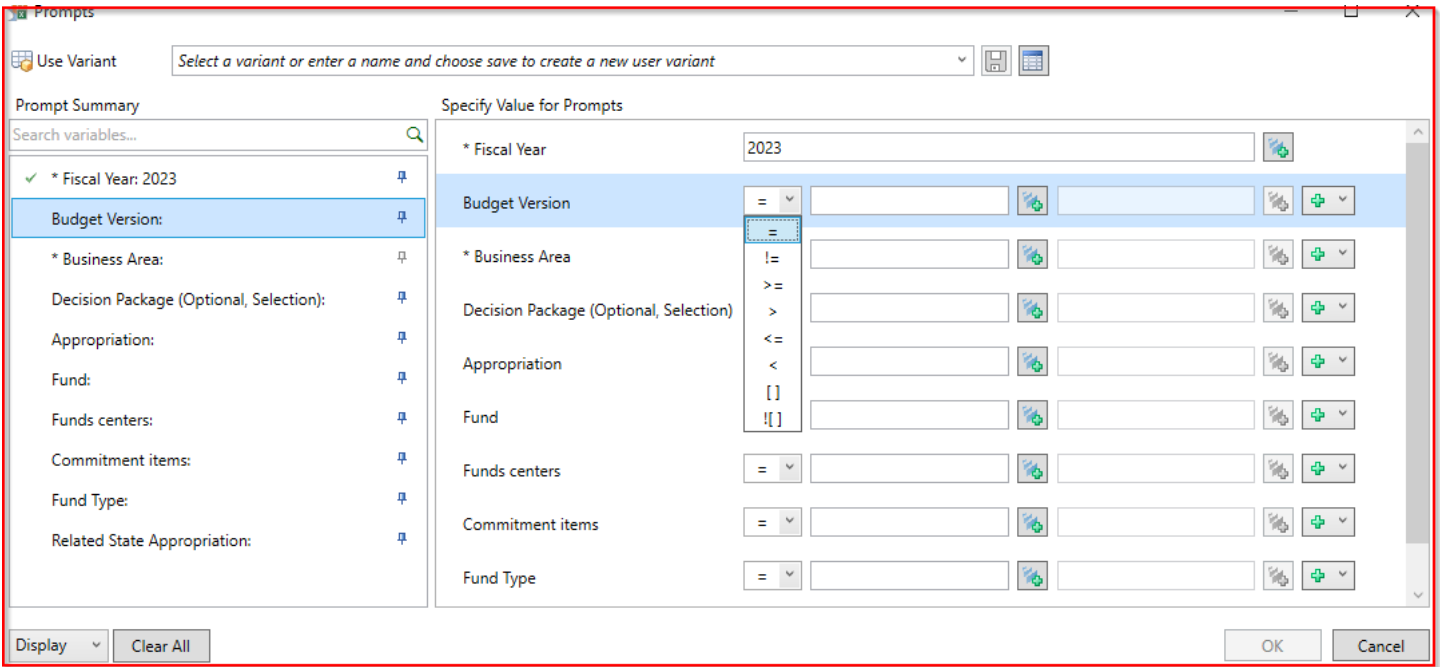 Prompts
Use Variant
Select a variant or enter a name and choose save to create a new user variant
Prompt Summary
Search variables...
* Fiscal Year: 2023
Budget Version:
* Business Area:
Decision Package (Optional, Selection):
Appropriation:
Fund:
Funds centers:
Commitment items:
Fund Type:
Related State Appropriation:
Specify Value for Prompts
* Fiscal Year 2023
Budget Version =
=
!=
>=
>
<=
<
[ ]
![ ]
* Business Area
Decision Package (Optional, Selection)
Appropriation
Fund
Funds centers =
Commitment items =
Fund Type =
Display Clear All OK Cancel